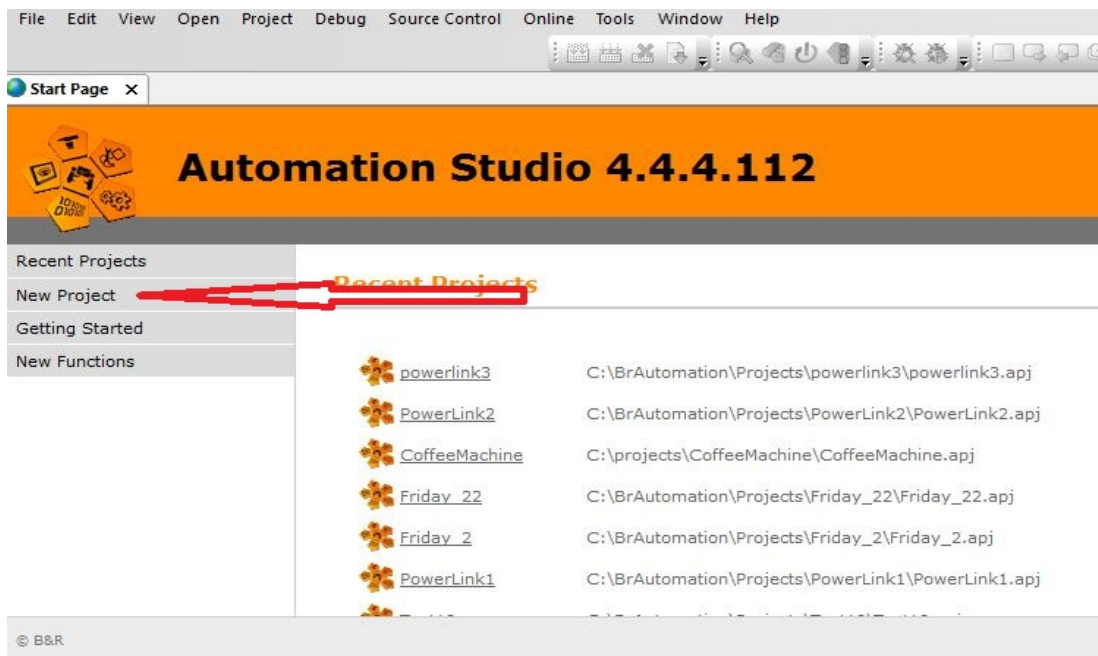 File Edit View Open Project Debug Source Control Online Tools Window Help
Start Page X
Automation Studio 4.4.4.112
Recent Projects
New Project
Getting Started
New Functions
Recent Projects
powerlink3 C:\BrAutomation\Projects\powerlink3\powerlink3.apj
PowerLink2 C:\BrAutomation\Projects\PowerLink2\PowerLink2.apj
CoffeeMachine C:\projects\CoffeeMachine\CoffeeMachine.apj
Friday_22 C:\BrAutomation\Projects\Friday_22\Friday_22.apj
Friday_2 C:\BrAutomation\Projects\Friday_2\Friday_2.apj
PowerLink1 C:\BrAutomation\Projects\PowerLink1\PowerLink1.apj
© B&R